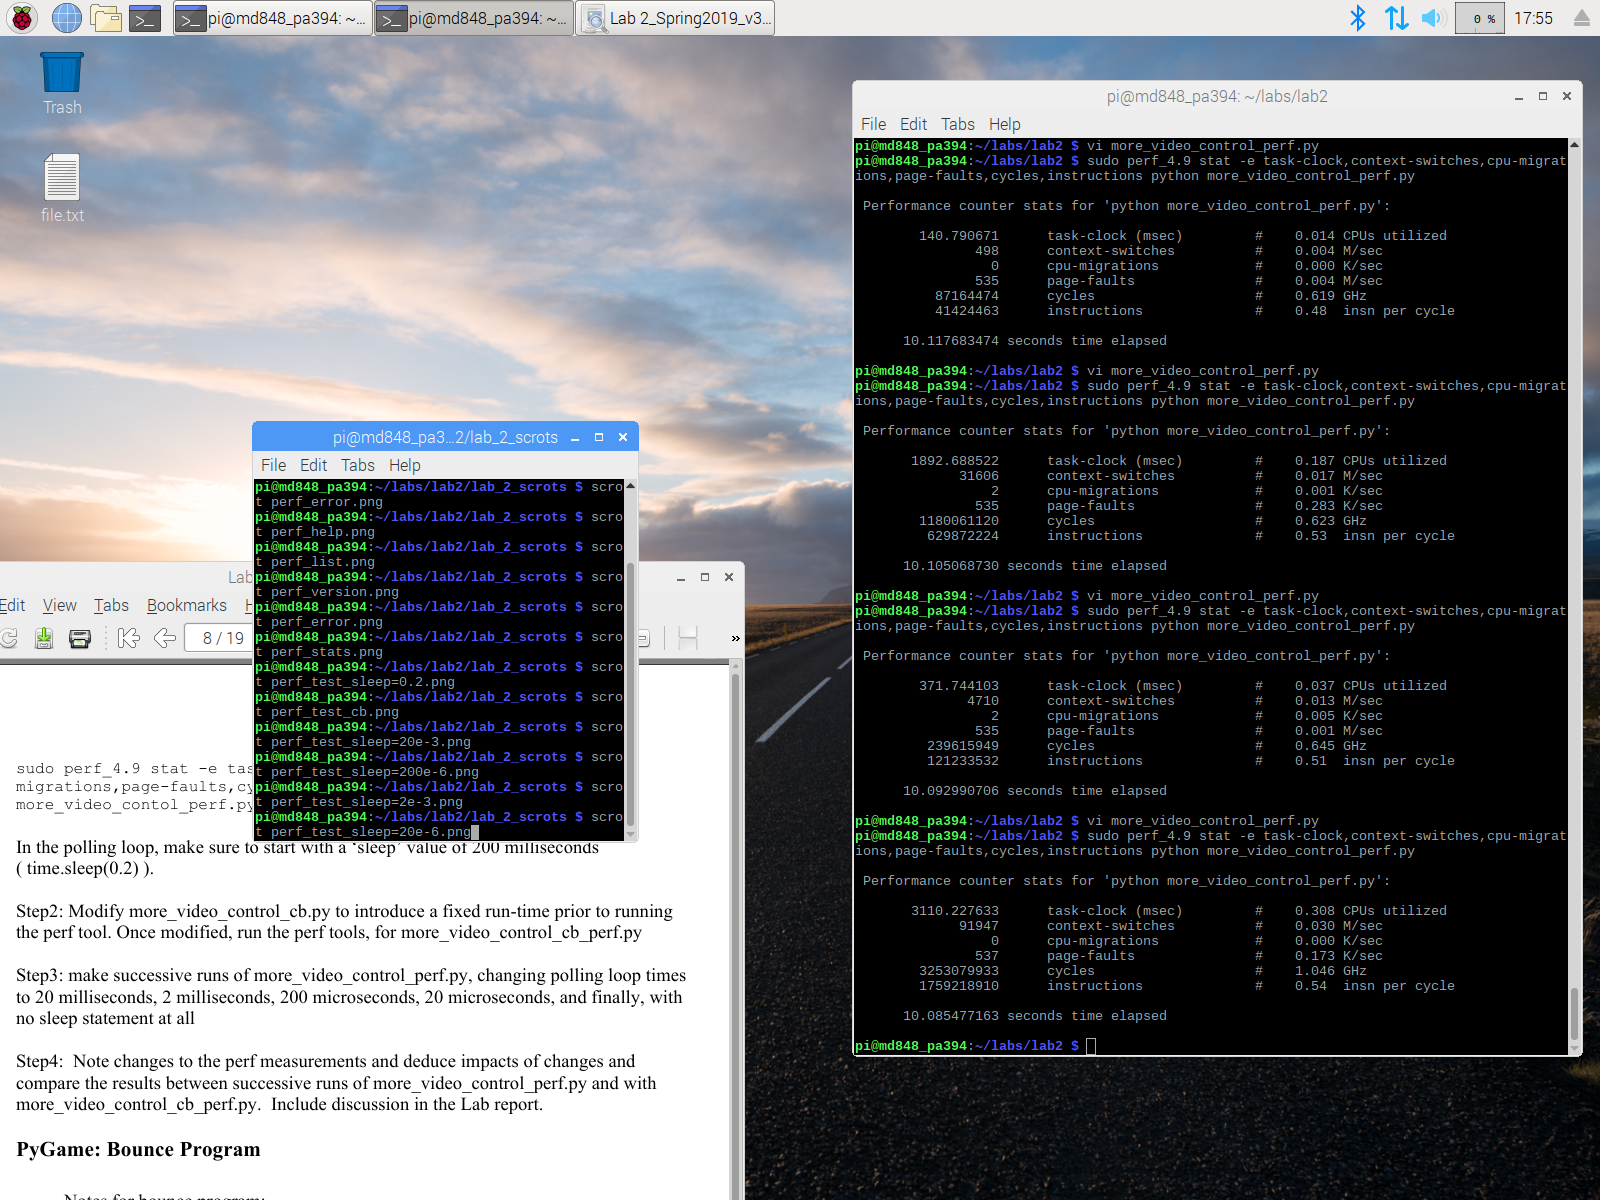 pi@md848_pa394: ~...
pi@md848_pa394: ~...
Lab 2_Spring2019_v3...
0 %
17:55
Trash
file.txt
pi@md848_pa394: ~/labs/lab2
File Edit Tabs Help
pi@md848_pa394:~/labs/lab2 $ vi more_video_control_perf.py
pi@md848_pa394:~/labs/lab2 $ sudo perf_4.9 stat -e task-clock,context-switches,cpu-migrat
ions,page-faults,cycles,instructions python more_video_control_perf.py
Performance counter stats for 'python more_video_control_perf.py':
140.790671 task-clock (msec) # 0.014 CPUs utilized
498 context-switches # 0.004 M/sec
0 cpu-migrations # 0.000 K/sec
535 page-faults # 0.004 M/sec
87164474 cycles # 0.619 GHz
41424463 instructions # 0.48 insn per cycle
10.117683474 seconds time elapsed
pi@md848_pa394:~/labs/lab2 $ vi more_video_control_perf.py
pi@md848_pa394:~/labs/lab2 $ sudo perf_4.9 stat -e task-clock,context-switches,cpu-migrat
ions,page-faults,cycles,instructions python more_video_control_perf.py
Performance counter stats for 'python more_video_control_perf.py':
1892.688522 task-clock (msec) # 0.187 CPUs utilized
31606 context-switches # 0.017 M/sec
2 cpu-migrations # 0.001 K/sec
535 page-faults # 0.283 K/sec
1180061120 cycles # 0.623 GHz
629872224 instructions # 0.53 insn per cycle
10.105068730 seconds time elapsed
pi@md848_pa394:~/labs/lab2 $ vi more_video_control_perf.py
pi@md848_pa394:~/labs/lab2 $ sudo perf_4.9 stat -e task-clock,context-switches,cpu-migrat
ions,page-faults,cycles,instructions python more_video_control_perf.py
Performance counter stats for 'python more_video_control_perf.py':
371.744103 task-clock (msec) # 0.037 CPUs utilized
4710 context-switches # 0.013 M/sec
2 cpu-migrations # 0.005 K/sec
535 page-faults # 0.001 M/sec
239615949 cycles # 0.645 GHz
121233532 instructions # 0.51 insn per cycle
10.092990706 seconds time elapsed
pi@md848_pa394:~/labs/lab2 $ vi more_video_control_perf.py
pi@md848_pa394:~/labs/lab2 $ sudo perf_4.9 stat -e task-clock,context-switches,cpu-migrat
ions,page-faults,cycles,instructions python more_video_control_perf.py
Performance counter stats for 'python more_video_control_perf.py':
3110.227633 task-clock (msec) # 0.308 CPUs utilized
91947 context-switches # 0.030 M/sec
0 cpu-migrations # 0.000 K/sec
537 page-faults # 0.173 K/sec
3253079933 cycles # 1.046 GHz
1759218910 instructions # 0.54 insn per cycle
10.085477163 seconds time elapsed
pi@md848_pa394:~/labs/lab2 $
pi@md848_pa3...2/lab_2_scrots
File Edit Tabs Help
pi@md848_pa394:~/labs/lab2/lab_2_scrots $ scro
t perf_error.png
pi@md848_pa394:~/labs/lab2/lab_2_scrots $ scro
t perf_help.png
pi@md848_pa394:~/labs/lab2/lab_2_scrots $ scro
t perf_list.png
pi@md848_pa394:~/labs/lab2/lab_2_scrots $ scro
t perf_version.png
pi@md848_pa394:~/labs/lab2/lab_2_scrots $ scro
t perf_error.png
pi@md848_pa394:~/labs/lab2/lab_2_scrots $ scro
t perf_stats.png
pi@md848_pa394:~/labs/lab2/lab_2_scrots $ scro
t perf_test_sleep=0.2.png
pi@md848_pa394:~/labs/lab2/lab_2_scrots $ scro
t perf_test_cb.png
pi@md848_pa394:~/labs/lab2/lab_2_scrots $ scro
t perf_test_sleep=20e-3.png
pi@md848_pa394:~/labs/lab2/lab_2_scrots $ scro
t perf_test_sleep=200e-6.png
pi@md848_pa394:~/labs/lab2/lab_2_scrots $ scro
t perf_test_sleep=2e-3.png
pi@md848_pa394:~/labs/lab2/lab_2_scrots $ scro
t perf_test_sleep=20e-6.png
Lab
Edit View Tabs Bookmarks H
8 / 19 »
sudo perf_4.9 stat -e tas
migrations,page-faults,cy
more_video_contol_perf.py
In the polling loop, make sure to start with a ‘sleep’ value of 200 milliseconds
( time.sleep(0.2) ).
Step2: Modify more_video_control_cb.py to introduce a fixed run-time prior to running
the perf tool. Once modified, run the perf tools, for more_video_control_cb_perf.py
Step3: make successive runs of more_video_control_perf.py, changing polling loop times
to 20 milliseconds, 2 milliseconds, 200 microseconds, 20 microseconds, and finally, with
no sleep statement at all
Step4: Note changes to the perf measurements and deduce impacts of changes and
compare the results between successive runs of more_video_control_perf.py and with
more_video_control_cb_perf.py. Include discussion in the Lab report.
PyGame: Bounce Program
Notes for bounce program: